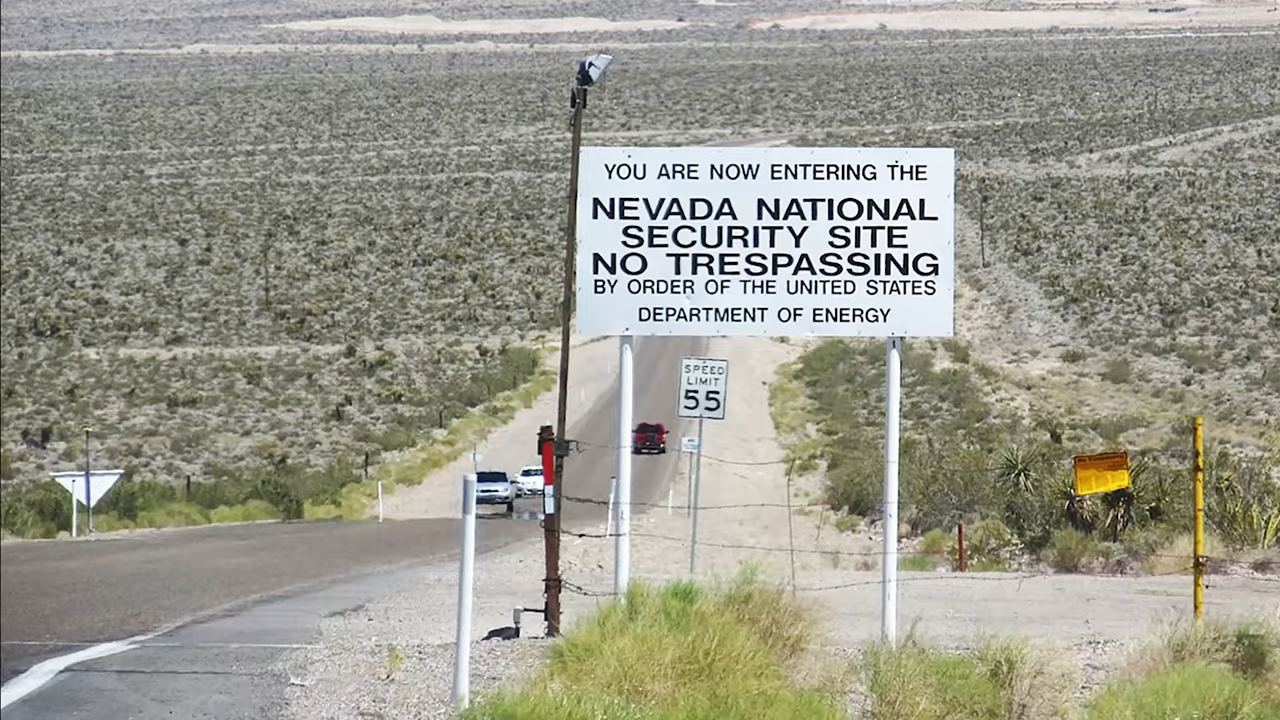 YOU ARE NOW ENTERING THE
NEVADA NATIONAL
SECURITY SITE
NO TRESPASSING
BY ORDER OF THE UNITED STATES
DEPARTMENT OF ENERGY
SPEED
LIMIT
55